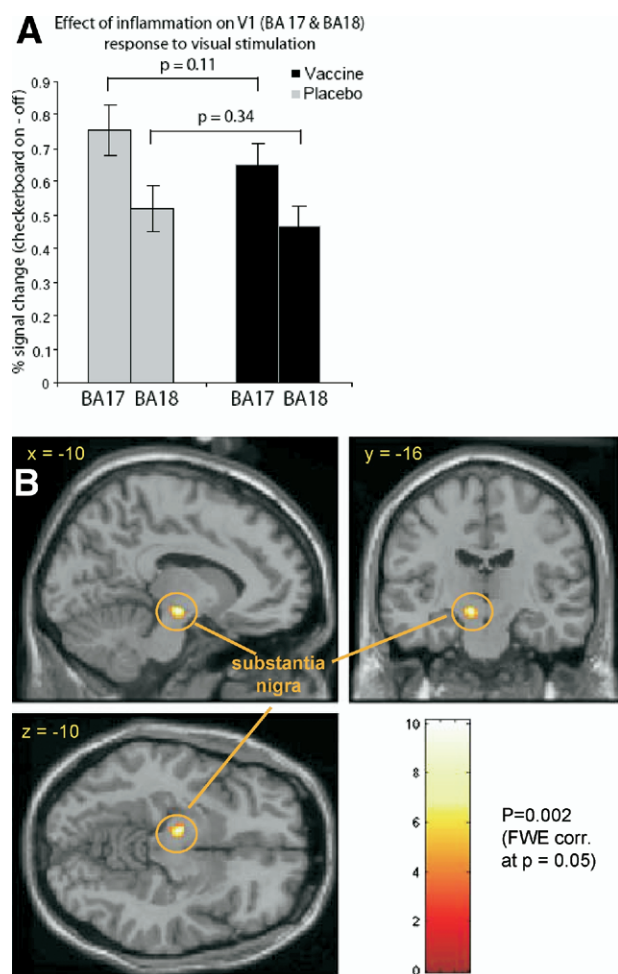 A
Effect of inflammation on V1 (BA 17 & BA18)
response to visual stimulation
p = 0.11
Vaccine
Placebo
p = 0.34
% signal change (checkerboard on - off)
0.9
0.8
0.7
0.6
0.5
0.4
0.3
0.2
0.1
0
BA17 BA18
BA17 BA18
B
x = -10
y = -16
substantia
nigra
z = -10
10
8
6
4
2
0
P=0.002
(FWE corr.
at p = 0.05)